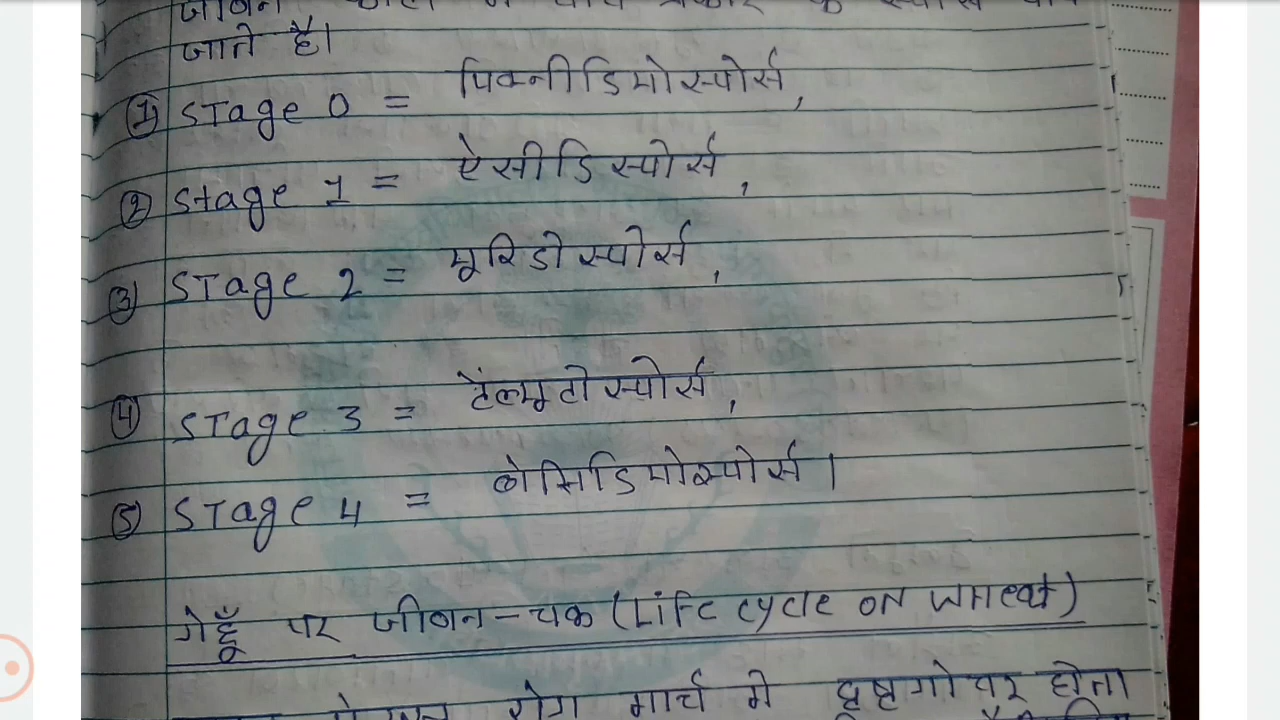 जाते है।
① Stage 0 = पिक्नीडियोस्पोर्स,
② Stage 1 = ऐसीडिस्पोर्स,
③ Stage 2 = यूरिडोस्पोर्स,
④ Stage 3 = टेल्यूटोस्पोर्स,
⑤ Stage 4 = बेसिडियोस्पोर्स।
गेहूँ पर जीवन-चक्र (Life cycle on wheat)
रोग मार्च मे दृष्टगोचर होता